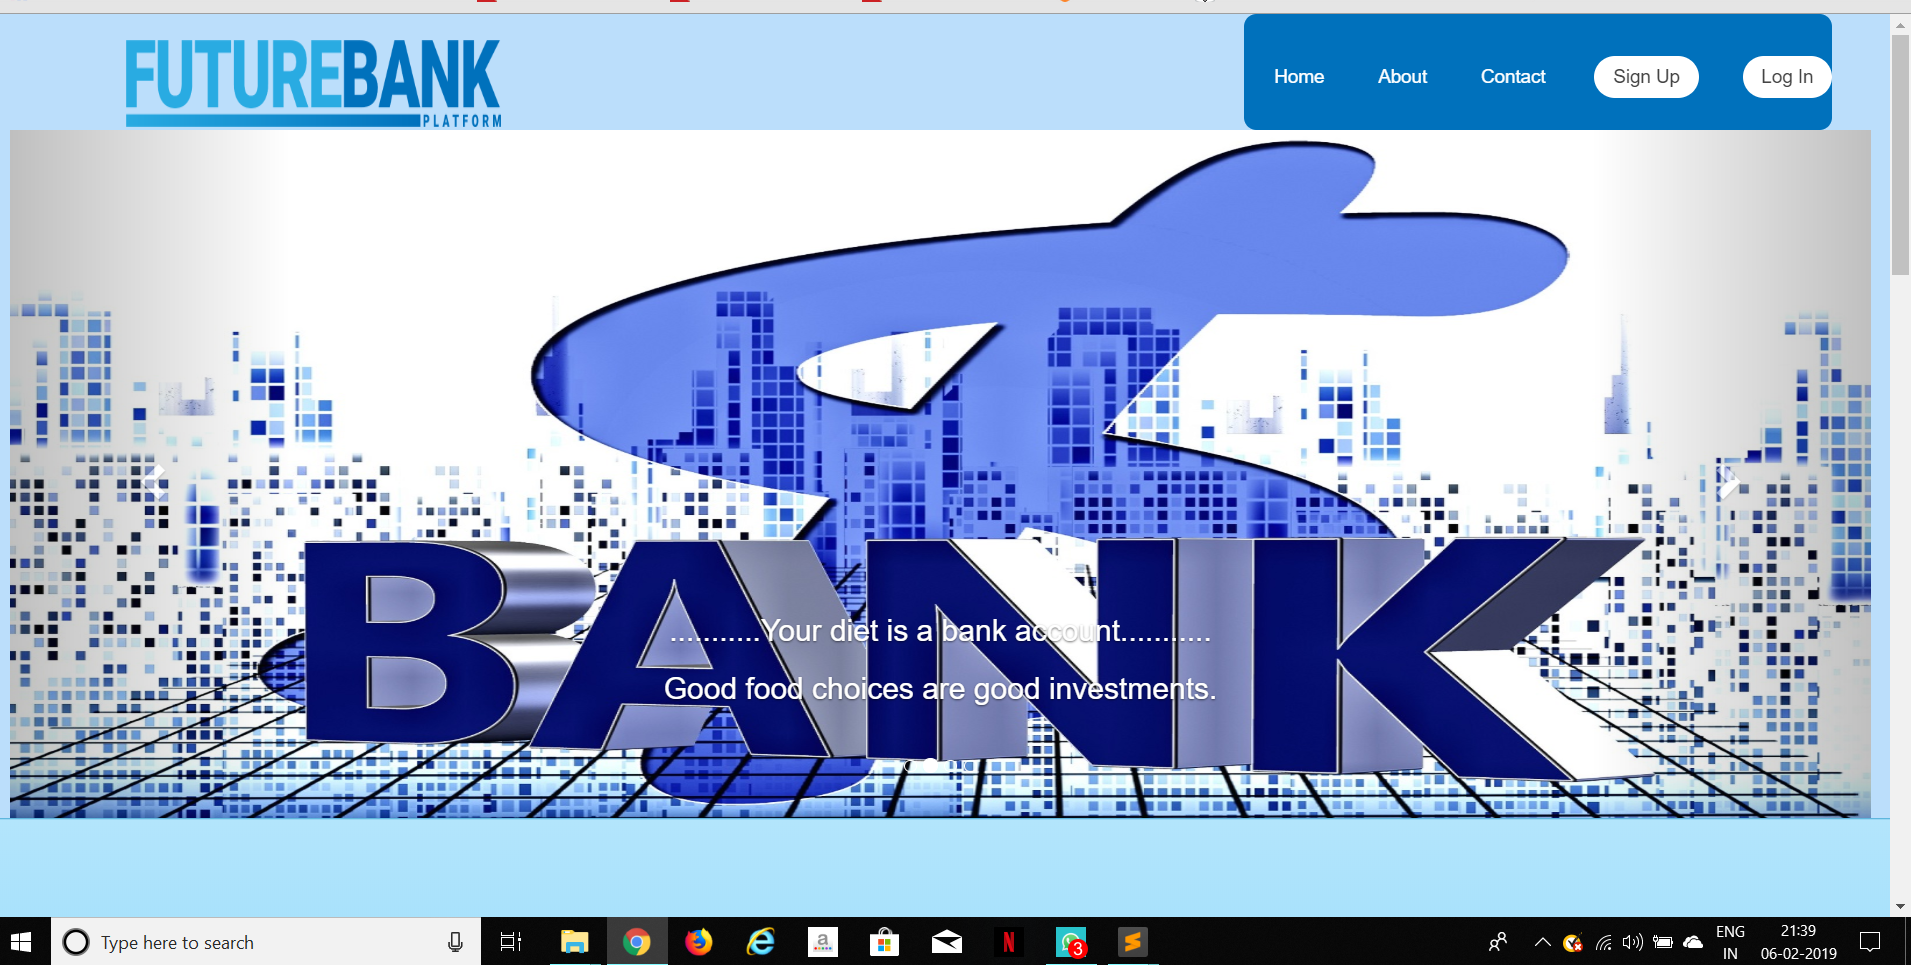 FUTUREBANK
PLATFORM
Home About Contact Sign Up Log In
BANK
...........Your diet is a bank account...........
Good food choices are good investments.
Type here to search
a
N
3
ENG
IN
21:39
06-02-2019